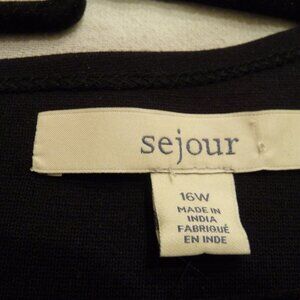 sejour
16W
MADE IN
INDIA
FABRIQUÉ
EN INDE